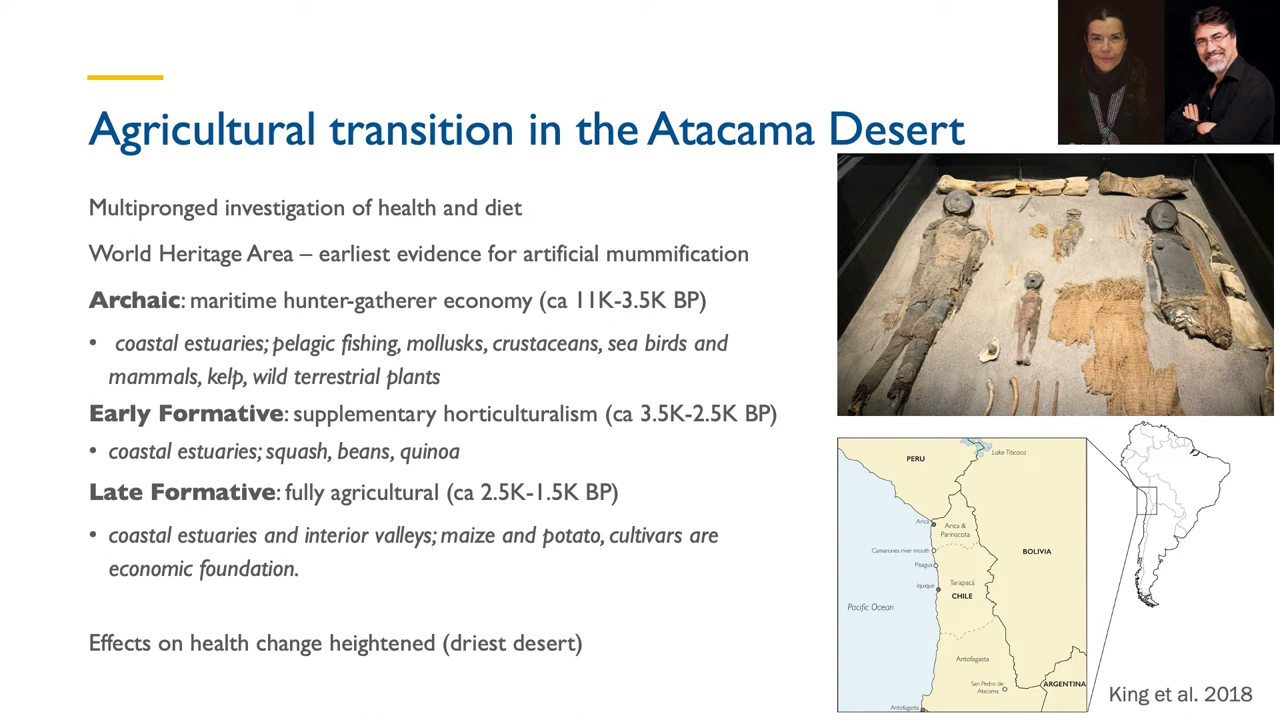 Agricultural transition in the Atacama Desert
Multipronged investigation of health and diet
World Heritage Area – earliest evidence for artificial mummification
Archaic: maritime hunter-gatherer economy (ca 11K-3.5K BP)
• coastal estuaries; pelagic fishing, mollusks, crustaceans, sea birds and
mammals, kelp, wild terrestrial plants
Early Formative: supplementary horticulturalism (ca 3.5K-2.5K BP)
• coastal estuaries; squash, beans, quinoa
Late Formative: fully agricultural (ca 2.5K-1.5K BP)
• coastal estuaries and interior valleys; maize and potato, cultivars are
economic foundation.
Effects on health change heightened (driest desert)
PERU
Lake Titicaca
Arica
Arica &
Parinacota
Camarones river mouth
BOLIVIA
Pisagua
Iquique
Tarapacá
CHILE
Pacific Ocean
Antofagasta
San Pedro de
Atacama
ARGENTINA
Antofagasta
King et al. 2018